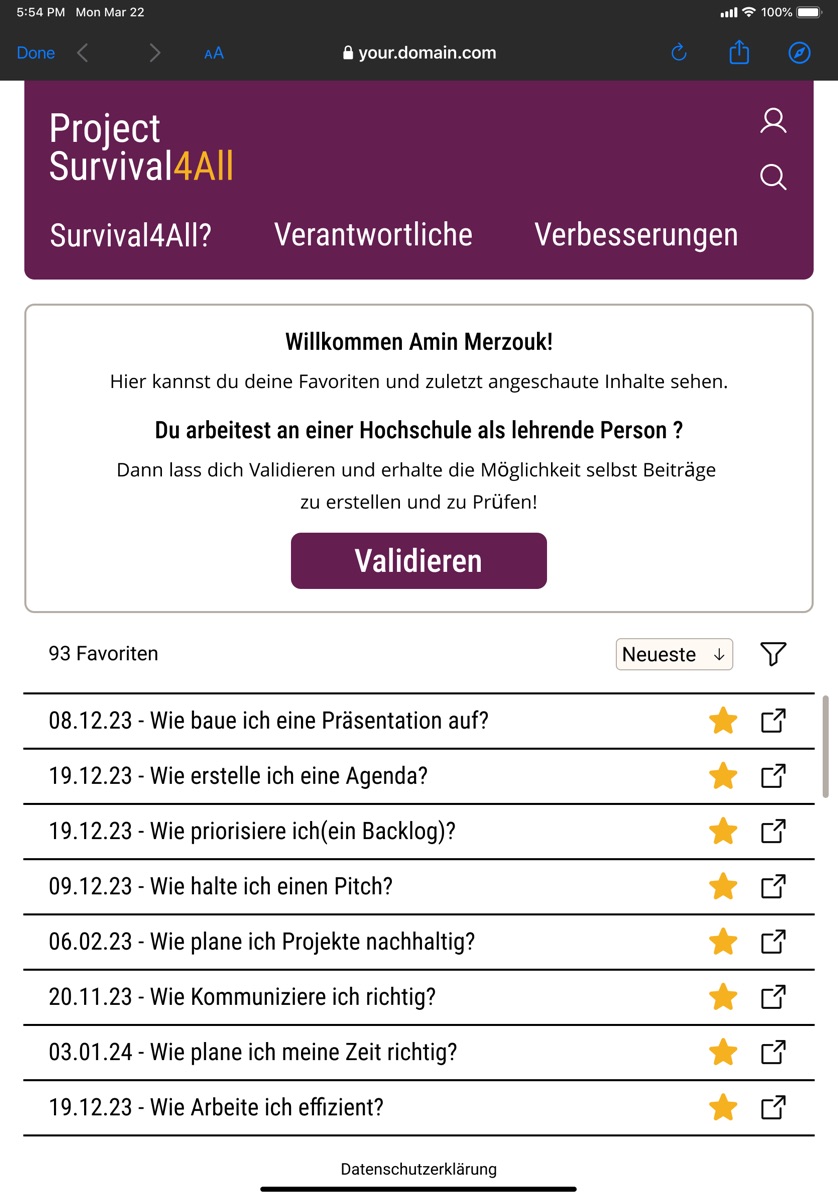 5:54 PM Mon Mar 22 100%
Done AA your.domain.com
Project
Survival4All
Survival4All? Verantwortliche Verbesserungen
Willkommen Amin Merzouk!
Hier kannst du deine Favoriten und zuletzt angeschaute Inhalte sehen.
Du arbeitest an einer Hochschule als lehrende Person ?
Dann lass dich Validieren und erhalte die Möglichkeit selbst Beiträge
zu erstellen und zu Prüfen!
Validieren
93 Favoriten Neueste ↓
08.12.23 - Wie baue ich eine Präsentation auf?
19.12.23 - Wie erstelle ich eine Agenda?
19.12.23 - Wie priorisiere ich(ein Backlog)?
09.12.23 - Wie halte ich einen Pitch?
06.02.23 - Wie plane ich Projekte nachhaltig?
20.11.23 - Wie Kommuniziere ich richtig?
03.01.24 - Wie plane ich meine Zeit richtig?
19.12.23 - Wie Arbeite ich effizient?
Datenschutzerklärung